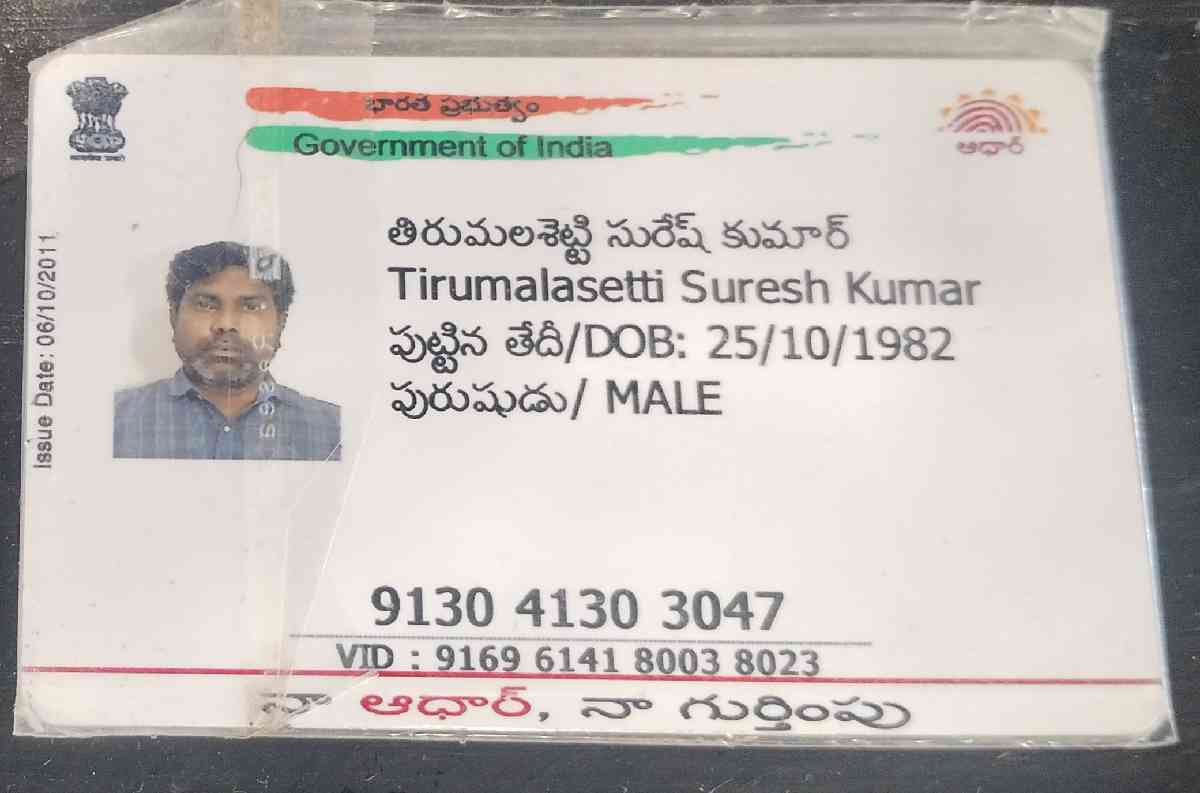 భారత ప్రభుత్వం
Government of India
ఆధార్
Issue Date: 06/10/2011
తిరుమలశెట్టి సురేష్ కుమార్
Tirumalasetti Suresh Kumar
పుట్టిన తేదీ/DOB: 25/10/1982
పురుషుడు/ MALE
9130 4130 3047
VID : 9169 6141 8003 8023
నా ఆధార్, నా గుర్తింపు